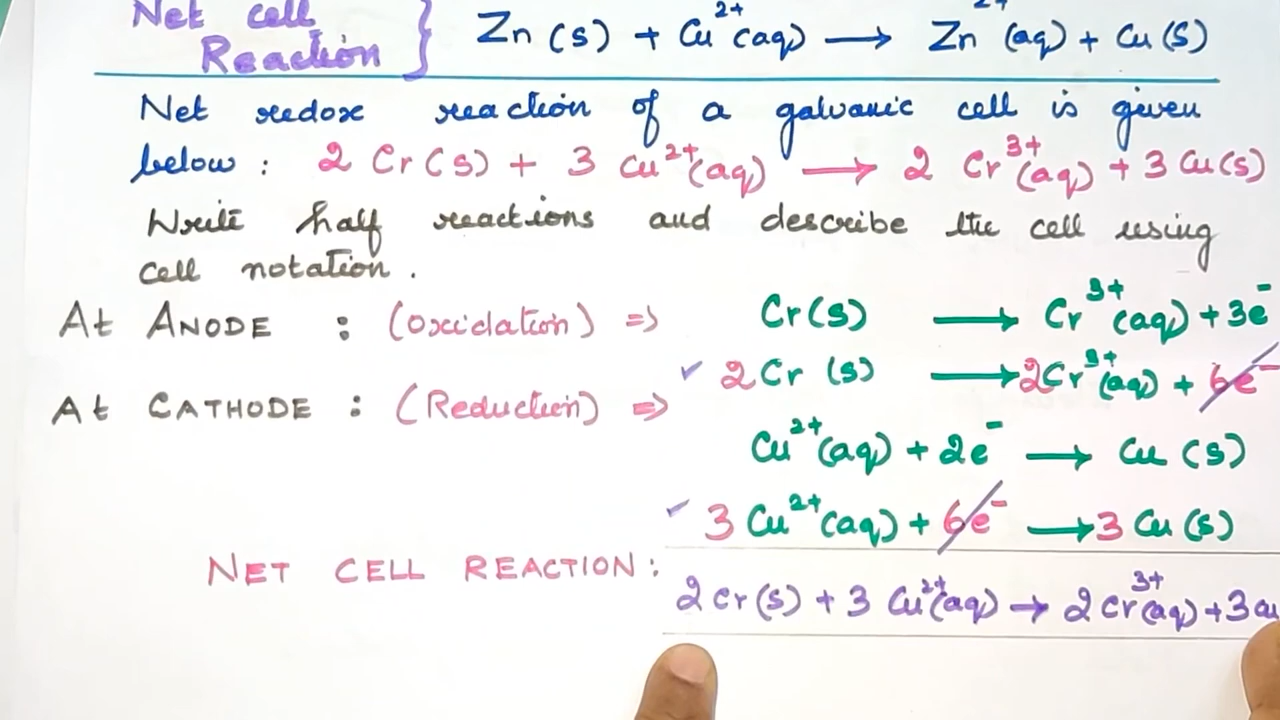 Net cell
Reaction } Zn (s) + Cu²⁺(aq) ⟶ Zn²⁺(aq) + Cu(s)
Net redox reaction of a galvanic cell is given
below : 2 Cr(s) + 3 Cu²⁺(aq) ⟶ 2 Cr³⁺(aq) + 3 Cu(s)
Write half reactions and describe the cell using
cell notation .
At ANODE : (oxidation) ⇒ Cr(s) ⟶ Cr³⁺(aq) + 3e⁻
✓ 2Cr (s) ⟶ 2Cr³⁺(aq) + 6e⁻
At CATHODE : (Reduction) ⇒
Cu²⁺(aq) + 2e⁻ ⟶ Cu (s)
✓ 3 Cu²⁺(aq) + 6e⁻ ⟶ 3 Cu (s)
NET CELL REACTION :
2 Cr(s) + 3 Cu²⁺(aq) → 2 Cr³⁺(aq) + 3 Cu